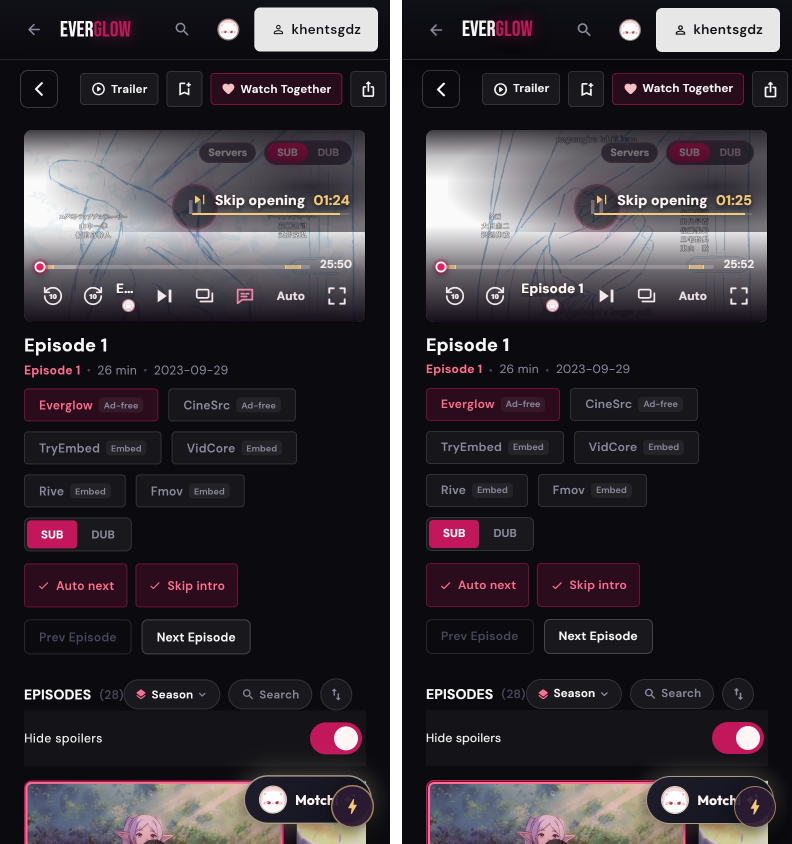 EVERGLOW
khentsgdz
Trailer
Watch Together
Servers
SUB DUB
Skip opening 01:24
25:50
10 10 E... Auto
Episode 1
Episode 1 • 26 min • 2023-09-29
Everglow Ad-free CineSrc Ad-free
TryEmbed Embed VidCore Embed
Rive Embed Fmov Embed
SUB DUB
Auto next Skip intro
Prev Episode Next Episode
EPISODES (28) Season Search
Hide spoilers
Motch
EVERGLOW
khentsgdz
Trailer
Watch Together
Servers
SUB DUB
Skip opening 01:25
25:52
10 10 Episode 1 Auto
Episode 1
Episode 1 • 26 min • 2023-09-29
Everglow Ad-free CineSrc Ad-free
TryEmbed Embed VidCore Embed
Rive Embed Fmov Embed
SUB DUB
Auto next Skip intro
Prev Episode Next Episode
EPISODES (28) Season Search
Hide spoilers
Motch